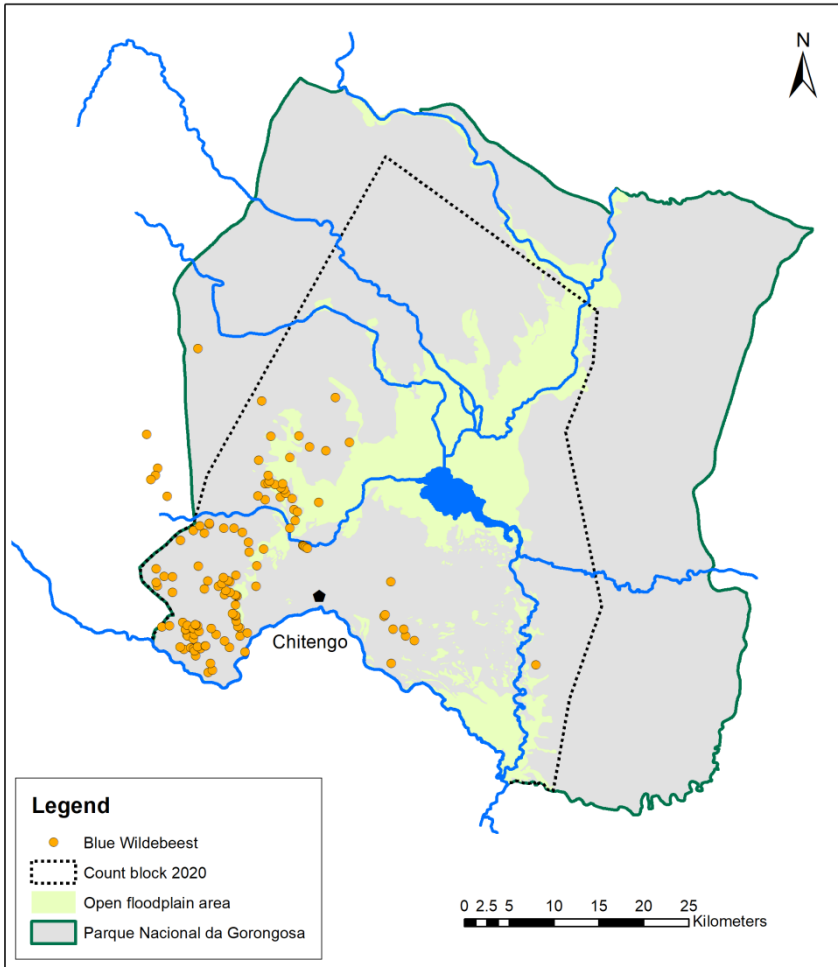 N
Chitengo
Legend
Blue Wildebeest
Count block 2020
Open floodplain area
Parque Nacional da Gorongosa
0 2.5 5 10 15 20 25
Kilometers